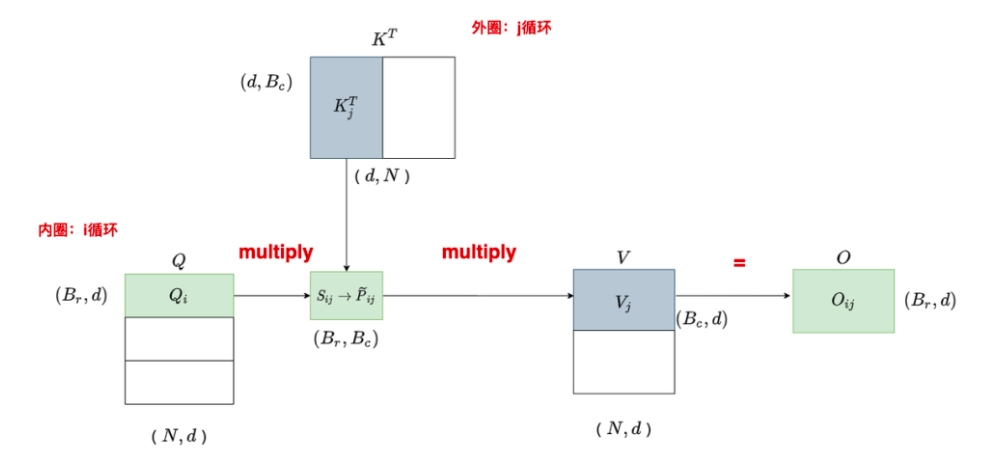 外圈：j循环
$K^T$
$(d, B_c)$
$K_j^T$
$(d, N)$
内圈：i循环
multiply
multiply
=
$Q$
$V$
$O$
$(B_r, d)$
$Q_i$
$S_{ij} \to \widetilde{P}_{ij}$
$V_j$
$O_{ij}$
$(B_r, d)$
$(B_c, d)$
$(B_r, B_c)$
$(N, d)$
$(N, d)$